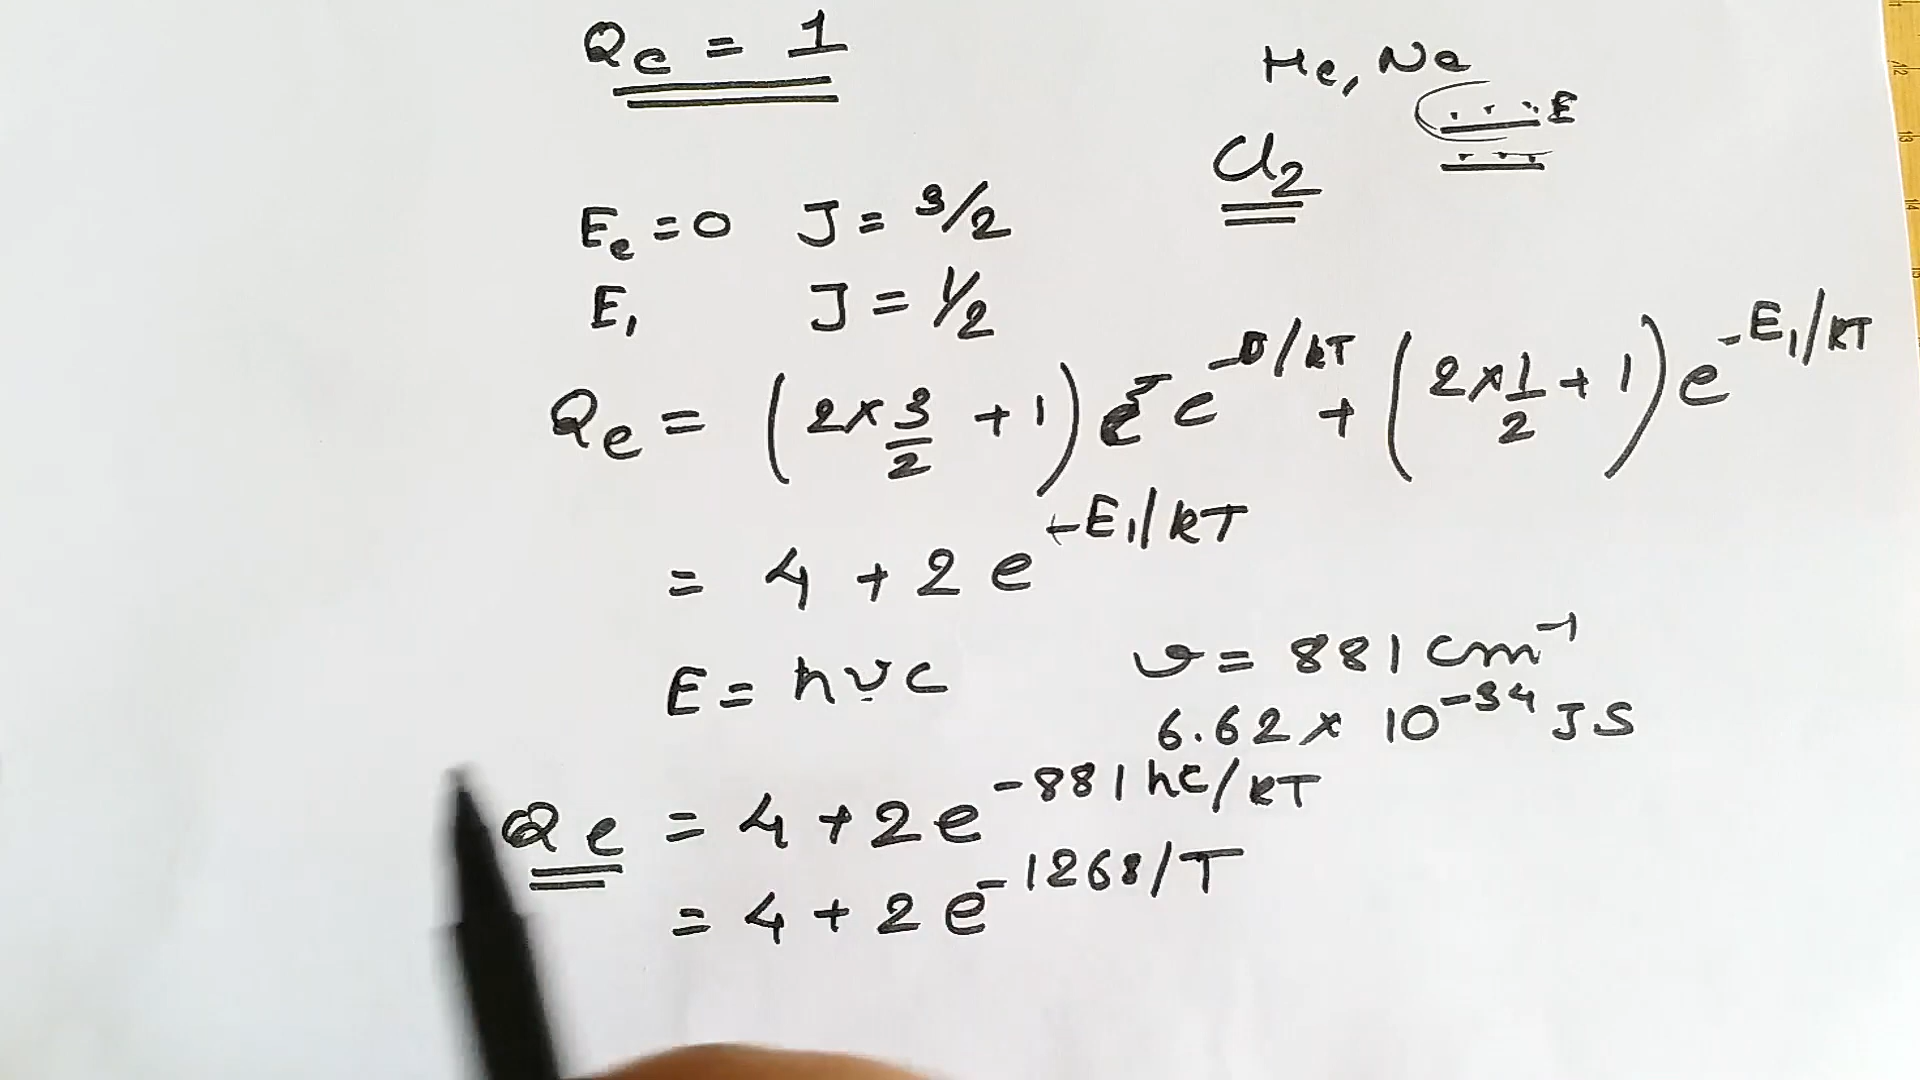 Qe = 1
He, Ne
E
Cl2
Ee = 0 J = 3/2
E1 J = 1/2
Qe = (2 × 3/2 + 1) e^-0/kT + (2 × 1/2 + 1) e^-E1/kT
= 4 + 2 e^-E1/kT
E = hνc
ν = 881 cm^-1
6.62 × 10^-34 JS
Qe = 4 + 2 e^-881 hc/kT
= 4 + 2 e^-1268/T